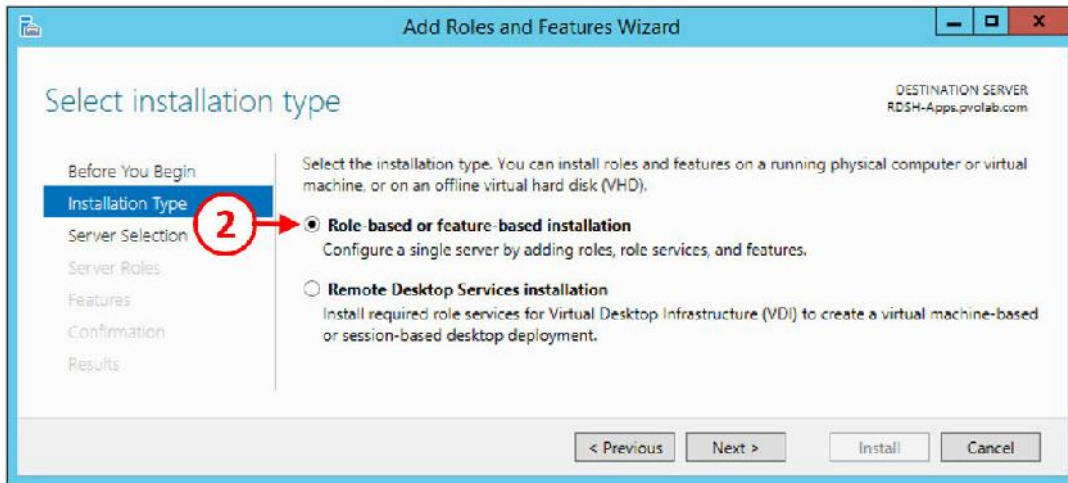 Add Roles and Features Wizard
Select installation type
DESTINATION SERVER
RDSH-Apps.pvolab.com
Before You Begin
Installation Type
Server Selection
Server Roles
Features
Confirmation
Results
Select the installation type. You can install roles and features on a running physical computer or virtual
machine, or on an offline virtual hard disk (VHD).
2
Role-based or feature-based installation
Configure a single server by adding roles, role services, and features.
Remote Desktop Services installation
Install required role services for Virtual Desktop Infrastructure (VDI) to create a virtual machine-based
or session-based desktop deployment.
< Previous
Next >
Install
Cancel